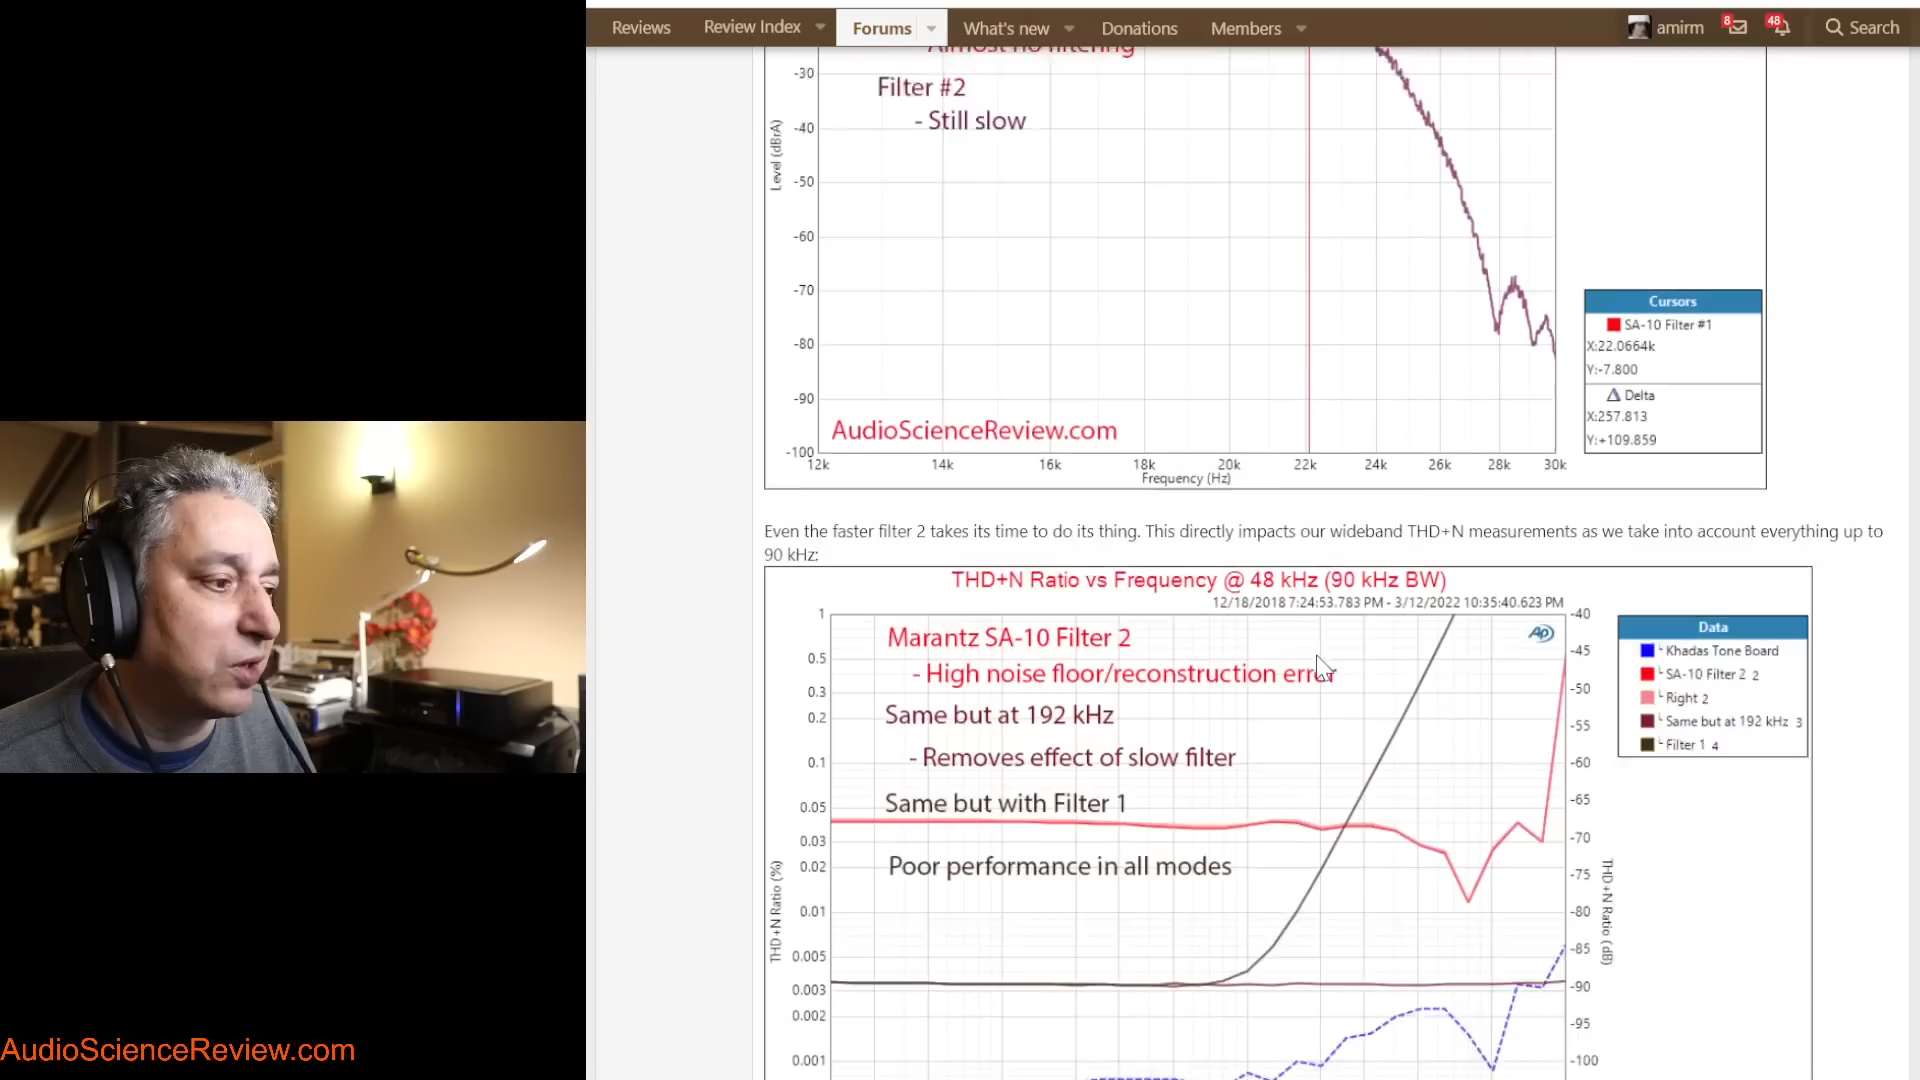 Reviews
Review Index
Forums
What's new
Donations
Members
amirm
8
48
Search
Almost no filtering
Filter #2
- Still slow
Level (dBrA)
-30
-40
-50
-60
-70
-80
-90
-100
12k
14k
16k
18k
20k
22k
24k
26k
28k
30k
Frequency (Hz)
AudioScienceReview.com
Cursors
SA-10 Filter #1
X:22.0664k
Y:-7.800
Delta
X:257.813
Y:+109.859
Even the faster filter 2 takes its time to do its thing. This directly impacts our wideband THD+N measurements as we take into account everything up to
90 kHz:
THD+N Ratio vs Frequency @ 48 kHz (90 kHz BW)
12/18/2018 7:24:53.783 PM - 3/12/2022 10:35:40.623 PM
Marantz SA-10 Filter 2
- High noise floor/reconstruction error
Same but at 192 kHz
- Removes effect of slow filter
Same but with Filter 1
Poor performance in all modes
THD+N Ratio (%)
1
0.5
0.3
0.2
0.1
0.05
0.03
0.02
0.01
0.005
0.003
0.002
0.001
-40
-45
-50
-55
-60
-65
-70
-75
-80
-85
-90
-95
-100
THD+N Ratio (dB)
AP
Data
Khadas Tone Board
SA-10 Filter 2 2
Right 2
Same but at 192 kHz 3
Filter 1 4
AudioScienceReview.com